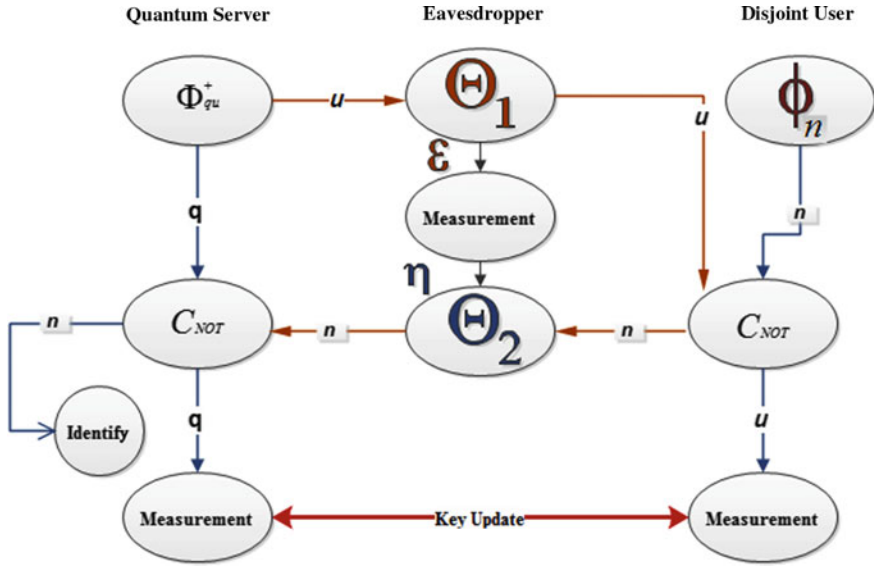 Quantum Server Eavesdropper Disjoint User
Φ⁺qu
u
Θ1
u
ϕn
ε
q
Measurement
n
η
n
CNOT
n
Θ2
n
CNOT
q
u
Identify
Measurement
Key Update
Measurement